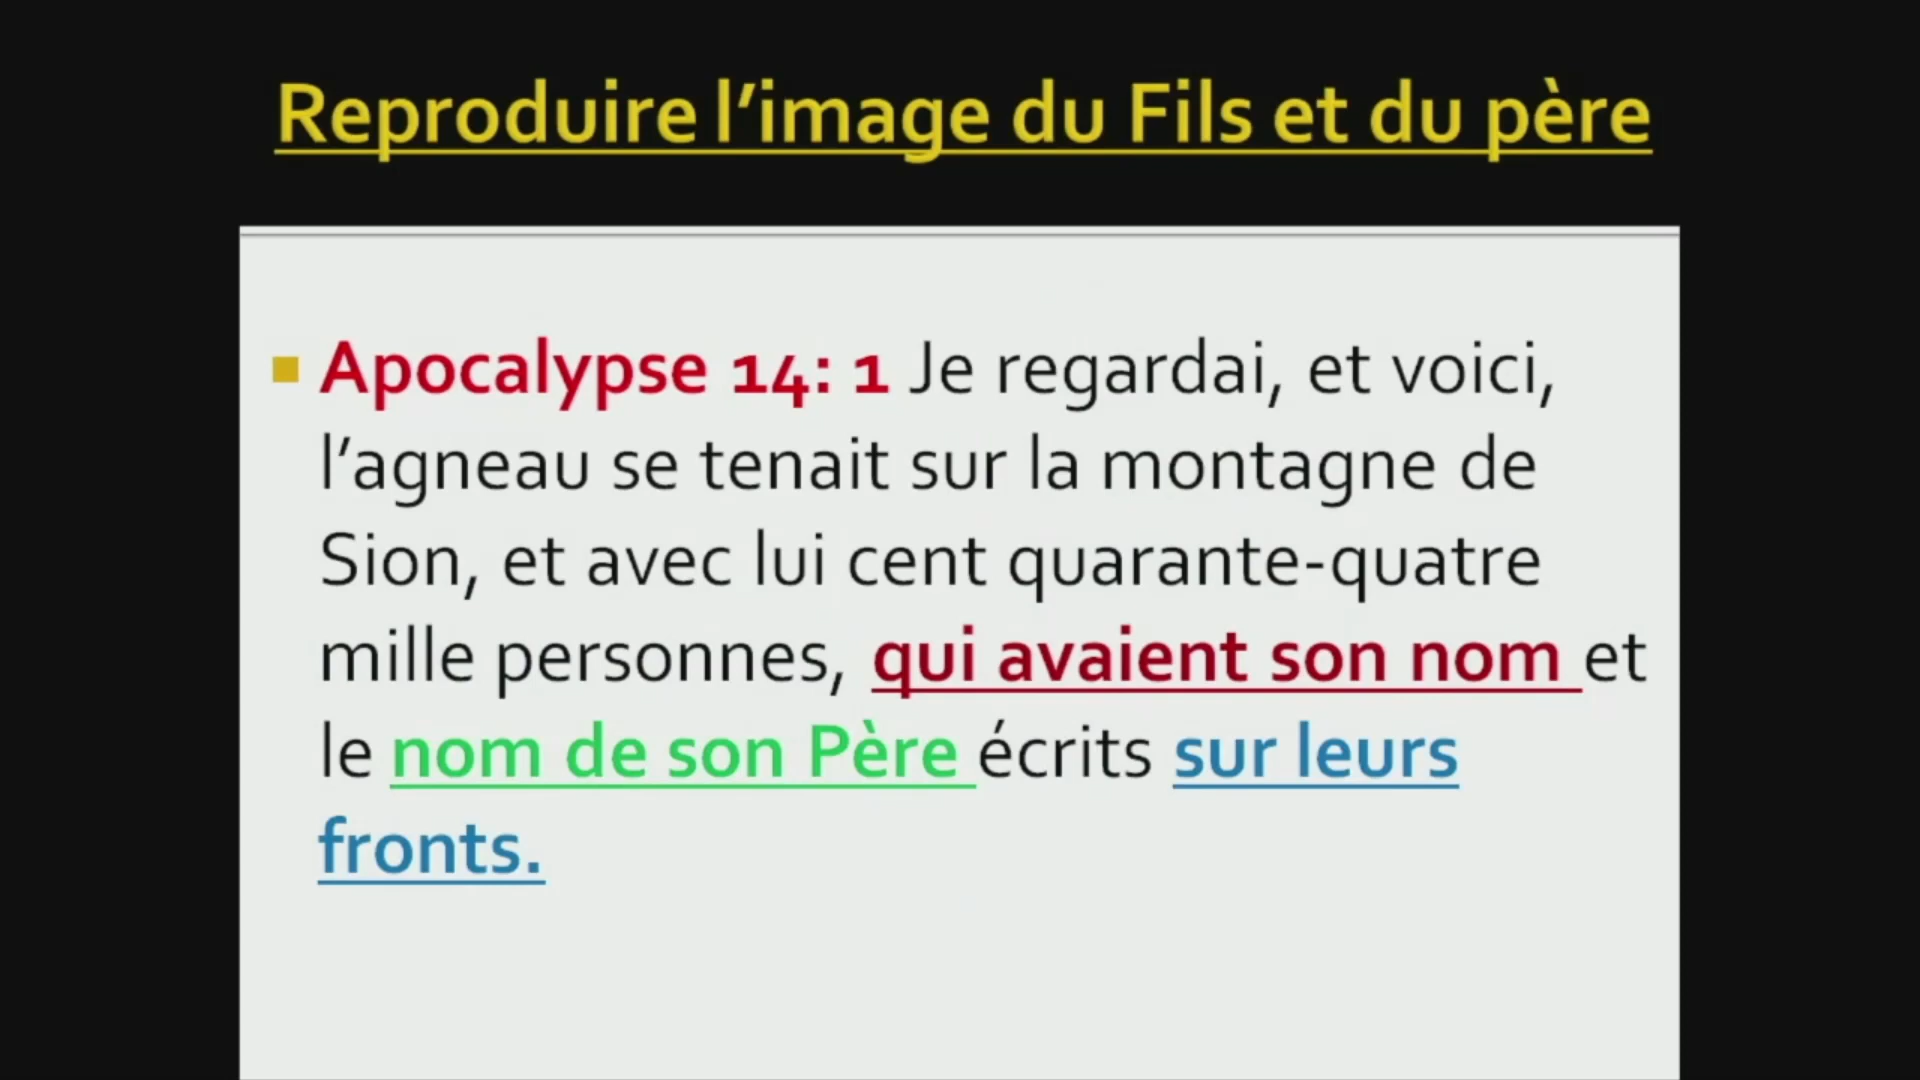 Reproduire l’image du Fils et du père
Apocalypse 14: 1 Je regardai, et voici,
l’agneau se tenait sur la montagne de
Sion, et avec lui cent quarante-quatre
mille personnes, qui avaient son nom et
le nom de son Père écrits sur leurs
fronts.